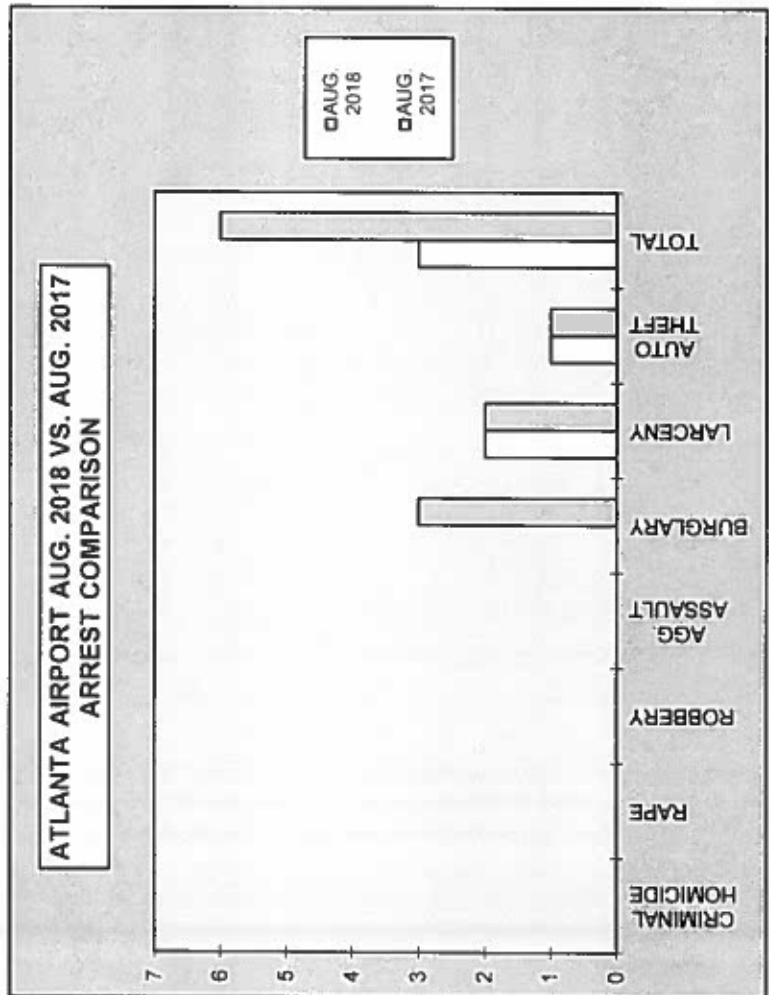 ATLANTA AIRPORT AUG. 2018 VS. AUG. 2017
ARREST COMPARISON
7
6
5
4
3
2
1
0
CRIMINAL
HOMICIDE
RAPE
ROBBERY
AGG.
ASSAULT
BURGLARY
LARCENY
AUTO
THEFT
TOTAL
AUG.
2018
AUG.
2017